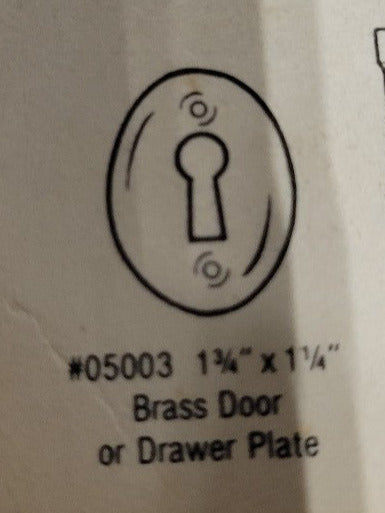 #05003 1¾" x 1¼"
Brass Door
or Drawer Plate